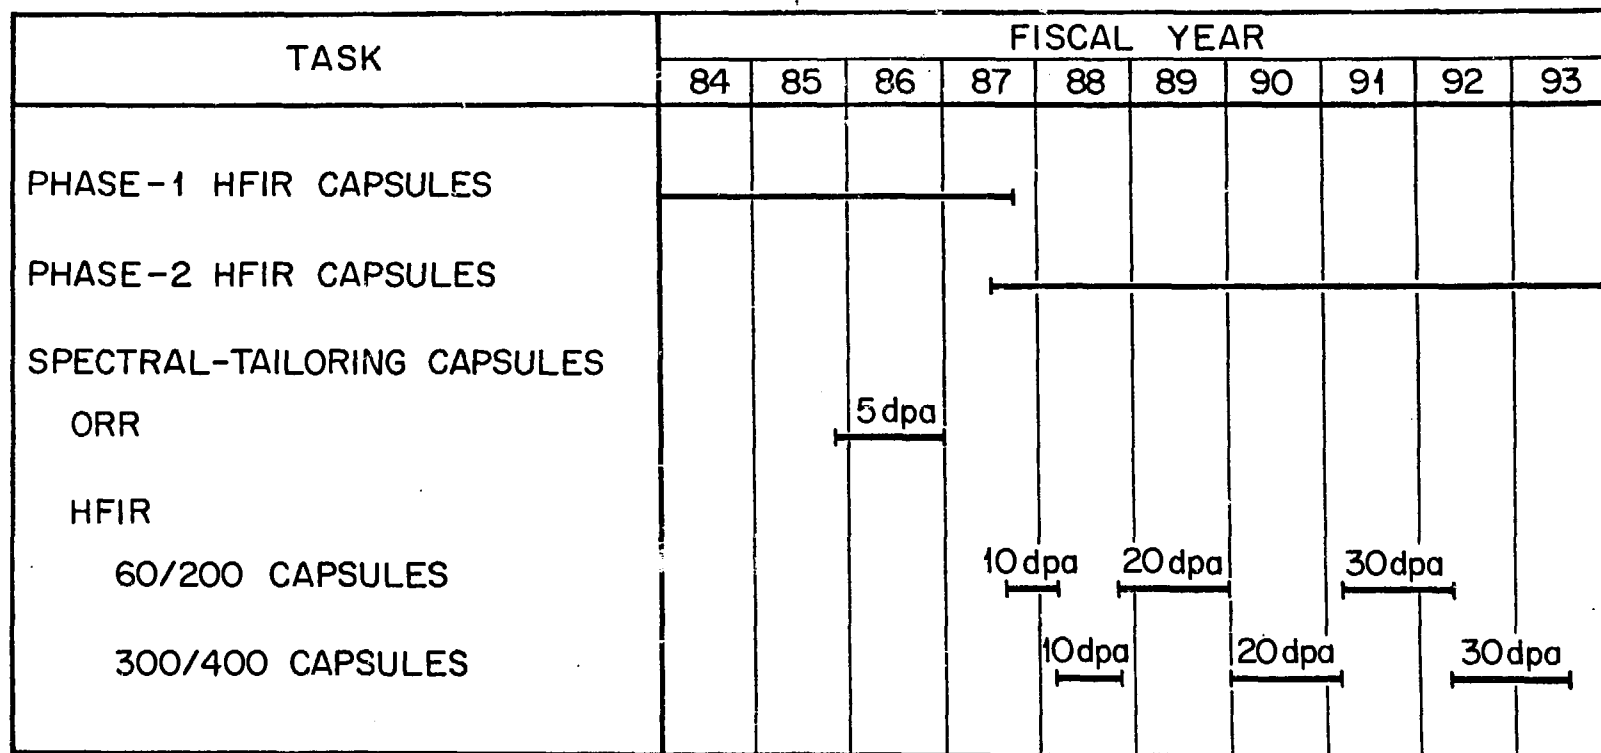 TASK
FISCAL YEAR
84 85 86 87 88 89 90 91 92 93
PHASE-1 HFIR CAPSULES
PHASE-2 HFIR CAPSULES
SPECTRAL-TAILORING CAPSULES
ORR 5 dpa
HFIR
60/200 CAPSULES 10 dpa 20 dpa 30 dpa
300/400 CAPSULES 10 dpa 20 dpa 30 dpa